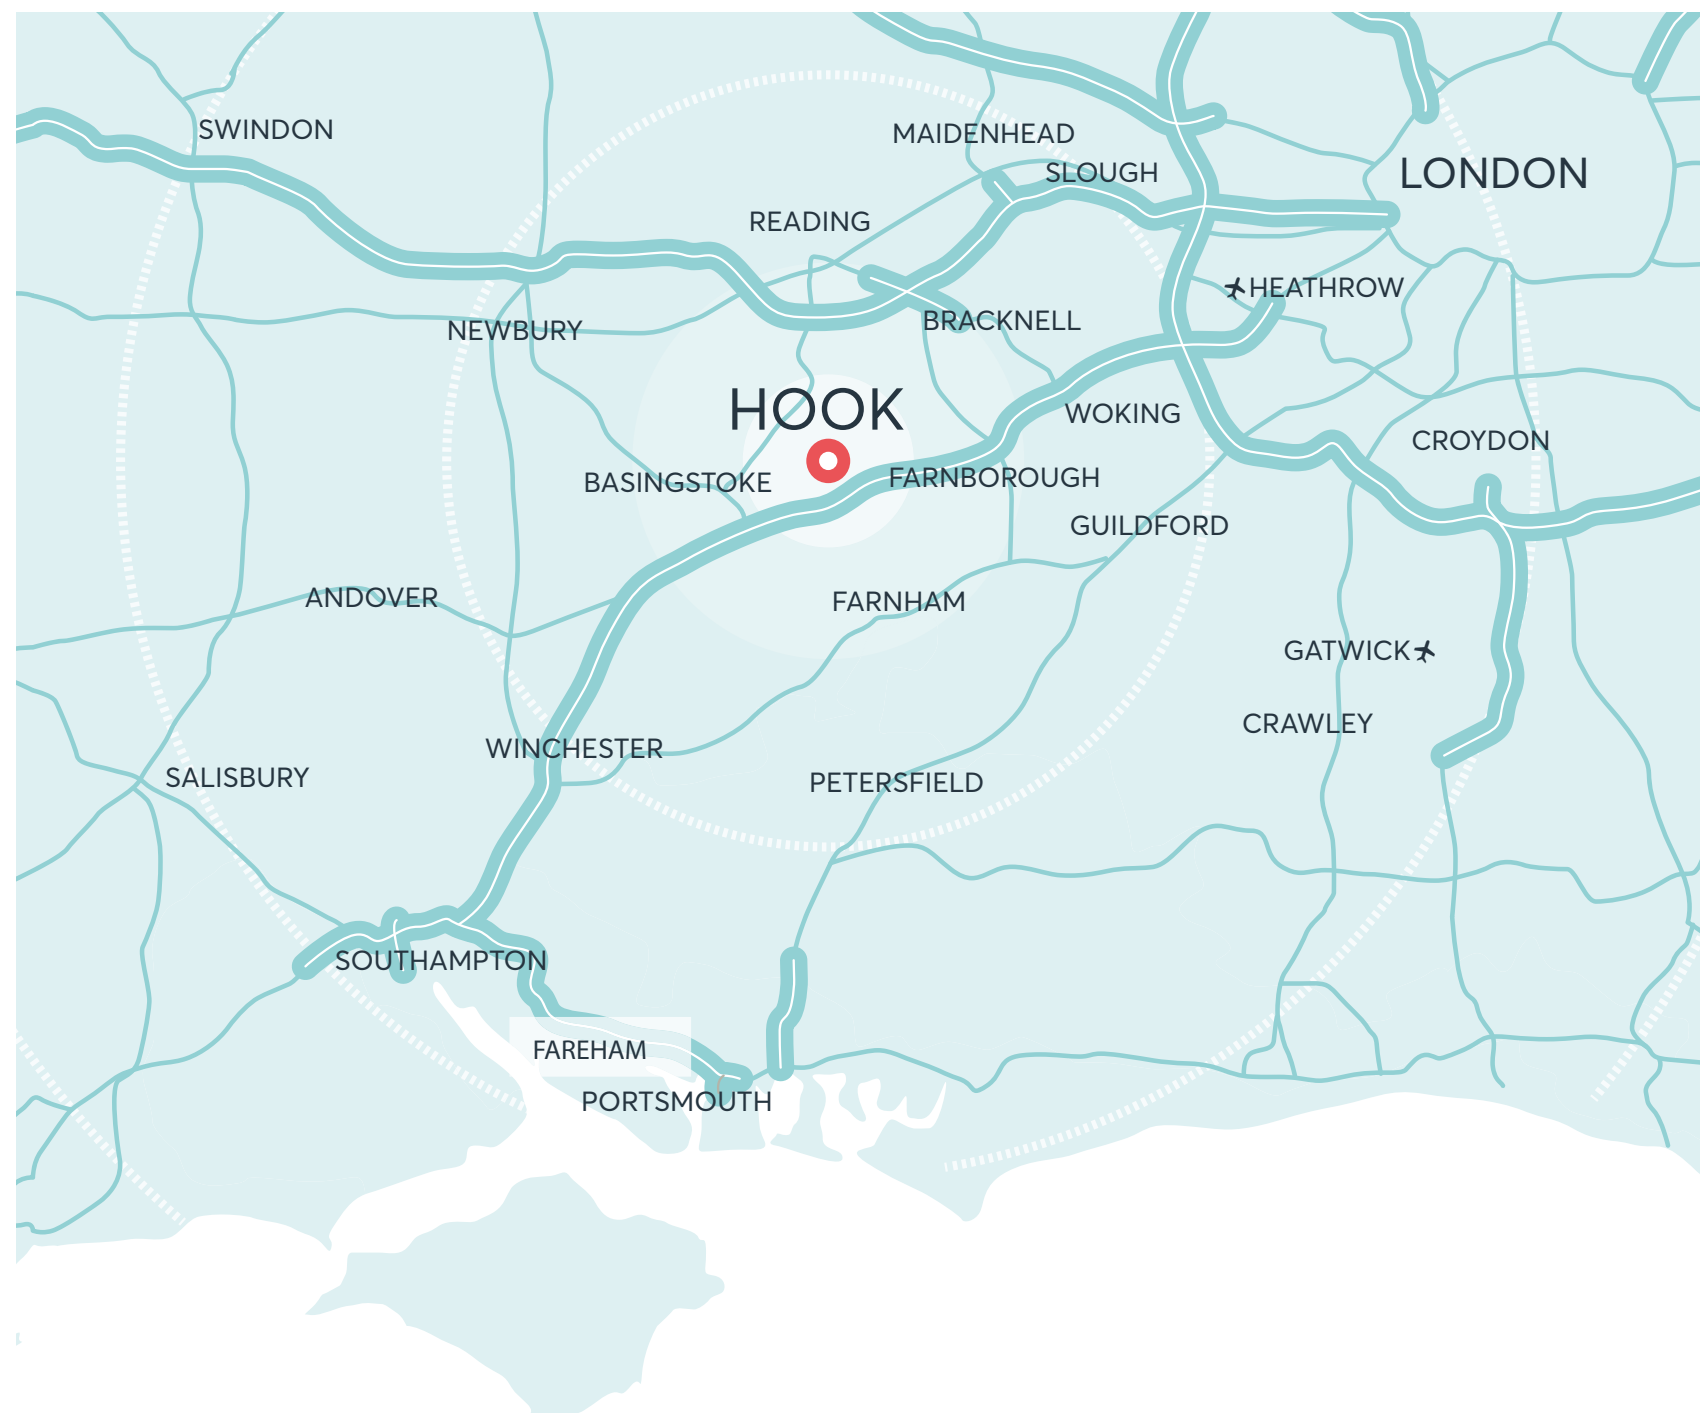 SWINDON
MAIDENHEAD
SLOUGH
LONDON
READING
HEATHROW
NEWBURY
BRACKNELL
HOOK
WOKING
CROYDON
BASINGSTOKE
FARNBOROUGH
GUILDFORD
ANDOVER
FARNHAM
GATWICK
CRAWLEY
WINCHESTER
SALISBURY
PETERSFIELD
SOUTHAMPTON
FAREHAM
PORTSMOUTH